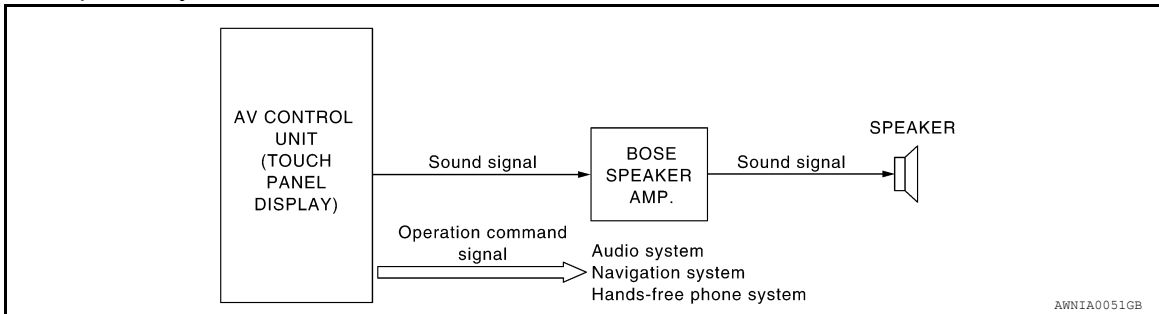 AV CONTROL
UNIT
(TOUCH
PANEL
DISPLAY)
Sound signal
BOSE
SPEAKER
AMP.
Sound signal
SPEAKER
Operation command
signal
Audio system
Navigation system
Hands-free phone system
AWNIA0051GB